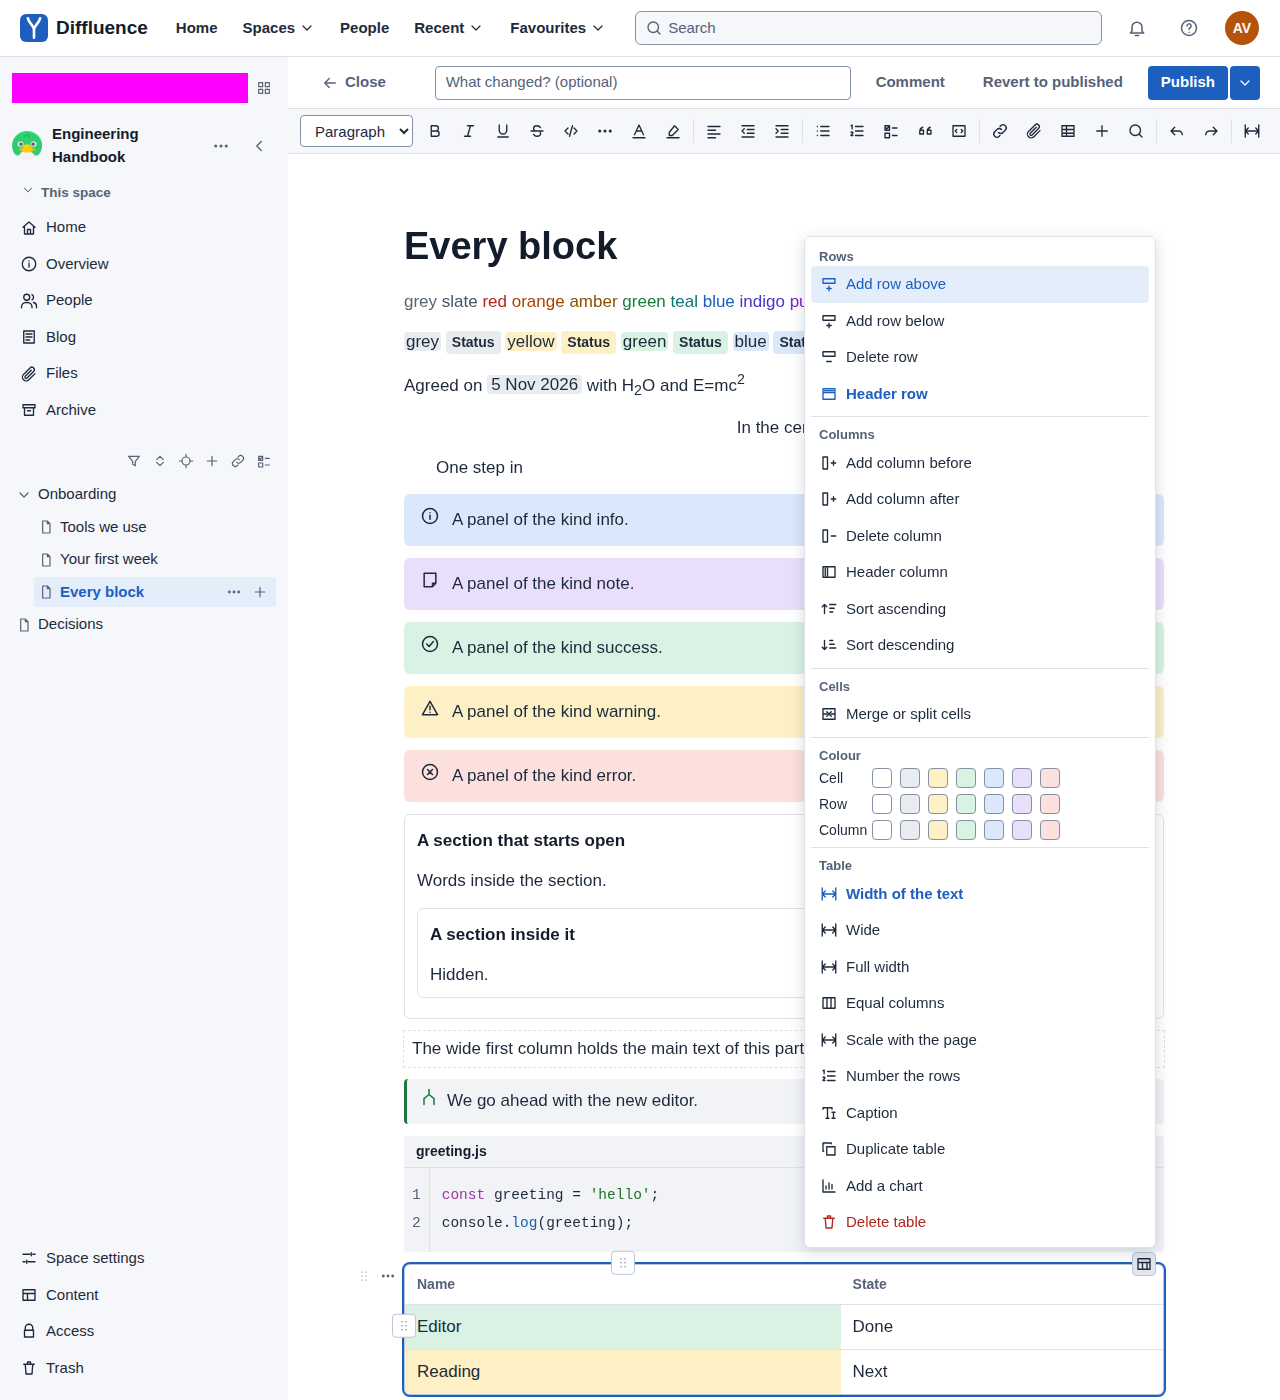 Diffluence
Home
Spaces
People
Recent
Favourites
Search
AV
Engineering
Handbook
This space
Home
Overview
People
Blog
Files
Archive
Onboarding
Tools we use
Your first week
Every block
Decisions
Space settings
Content
Access
Trash
Close
What changed? (optional)
Comment
Revert to published
Publish
Paragraph
Every block
grey slate red orange amber green teal blue indigo pu
grey Status yellow Status green Status blue Stat
Agreed on 5 Nov 2026 with H2O and E=mc2
In the cen
One step in
A panel of the kind info.
A panel of the kind note.
A panel of the kind success.
A panel of the kind warning.
A panel of the kind error.
A section that starts open
Words inside the section.
A section inside it
Hidden.
The wide first column holds the main text of this part
We go ahead with the new editor.
greeting.js
1 const greeting = 'hello';
2 console.log(greeting);
Name State
Editor Done
Reading Next
Rows
Add row above
Add row below
Delete row
Header row
Columns
Add column before
Add column after
Delete column
Header column
Sort ascending
Sort descending
Cells
Merge or split cells
Colour
Cell
Row
Column
Table
Width of the text
Wide
Full width
Equal columns
Scale with the page
Number the rows
Caption
Duplicate table
Add a chart
Delete table